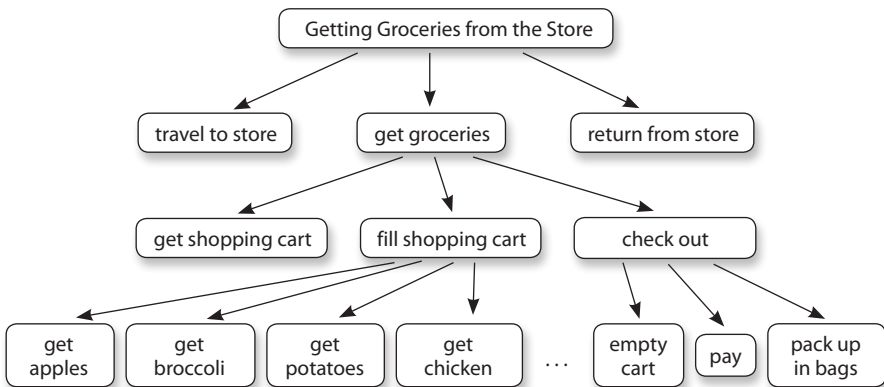 Getting Groceries from the Store
travel to store
get groceries
return from store
get shopping cart
fill shopping cart
check out
get
apples
get
broccoli
get
potatoes
get
chicken
...
empty
cart
pay
pack up
in bags